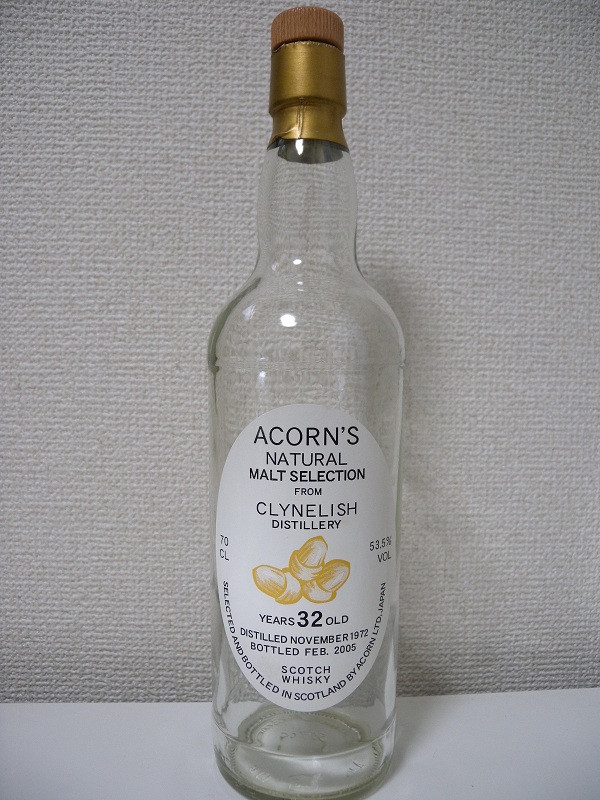 ACORN'S
NATURAL
MALT SELECTION
FROM
CLYNELISH
DISTILLERY
70
CL
53.5%
VOL
YEARS 32 OLD
DISTILLED NOVEMBER 1972
BOTTLED FEB. 2005
SCOTCH
WHISKY
SELECTED AND BOTTLED IN SCOTLAND BY ACORN LTD. JAPAN